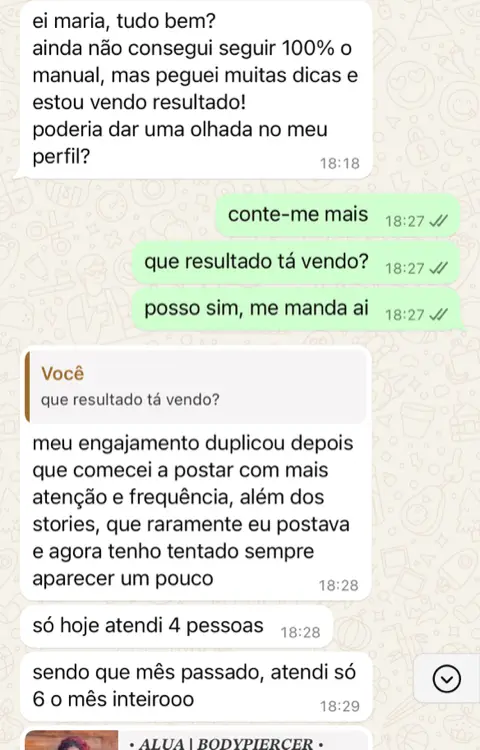 ei maria, tudo bem?
ainda não consegui seguir 100% o
manual, mas peguei muitas dicas e
estou vendo resultado!
poderia dar uma olhada no meu
perfil?
18:18
conte-me mais
18:27
que resultado tá vendo?
18:27
posso sim, me manda ai
18:27
Você
que resultado tá vendo?
meu engajamento duplicou depois
que comecei a postar com mais
atenção e frequência, além dos
stories, que raramente eu postava
e agora tenho tentado sempre
aparecer um pouco
18:28
só hoje atendi 4 pessoas
18:28
sendo que mês passado, atendi só
6 o mês inteirooo
18:29
• ALUA | BODYPIERCER •